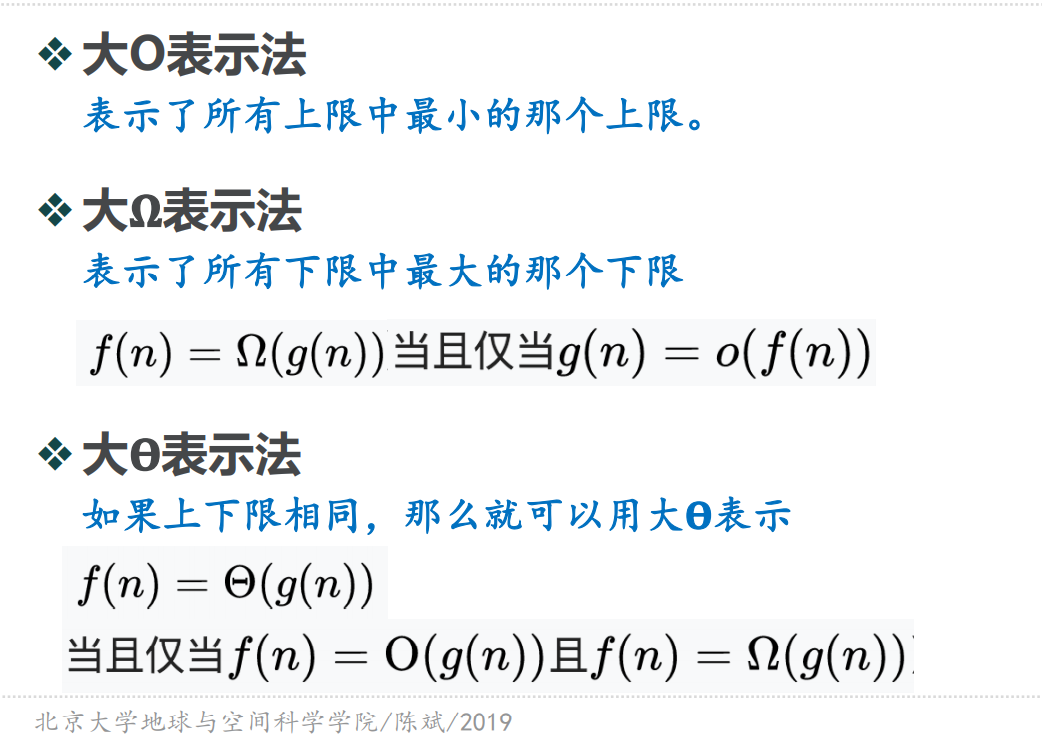 ❖ 大O表示法
表示了所有上限中最小的那个上限。
❖ 大Ω表示法
表示了所有下限中最大的那个下限
f(n) = Ω(g(n))当且仅当g(n) = o(f(n))
❖ 大Θ表示法
如果上下限相同，那么就可以用大Θ表示
f(n) = Θ(g(n))
当且仅当f(n) = O(g(n))且f(n) = Ω(g(n))
北京大学地球与空间科学学院/陈斌/2019